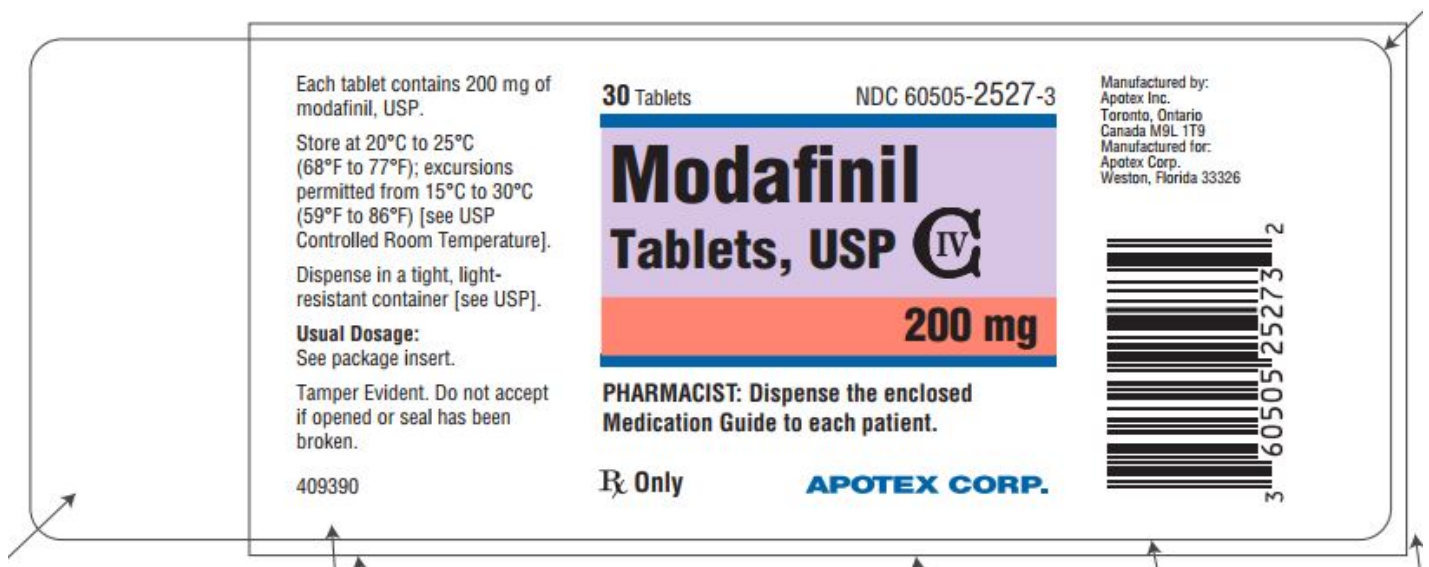 Each tablet contains 200 mg of
modafinil, USP.
Store at 20°C to 25°C
(68°F to 77°F); excursions
permitted from 15°C to 30°C
(59°F to 86°F) [see USP
Controlled Room Temperature].
Dispense in a tight, light-
resistant container [see USP].
Usual Dosage:
See package insert.
Tamper Evident. Do not accept
if opened or seal has been
broken.
409390
30 Tablets NDC 60505-2527-3
Modafinil
Tablets, USP CIV
200 mg
PHARMACIST: Dispense the enclosed
Medication Guide to each patient.
℞ Only APOTEX CORP.
Manufactured by:
Apotex Inc.
Toronto, Ontario
Canada M9L 1T9
Manufactured for:
Apotex Corp.
Weston, Florida 33326
3 60505 25273 2